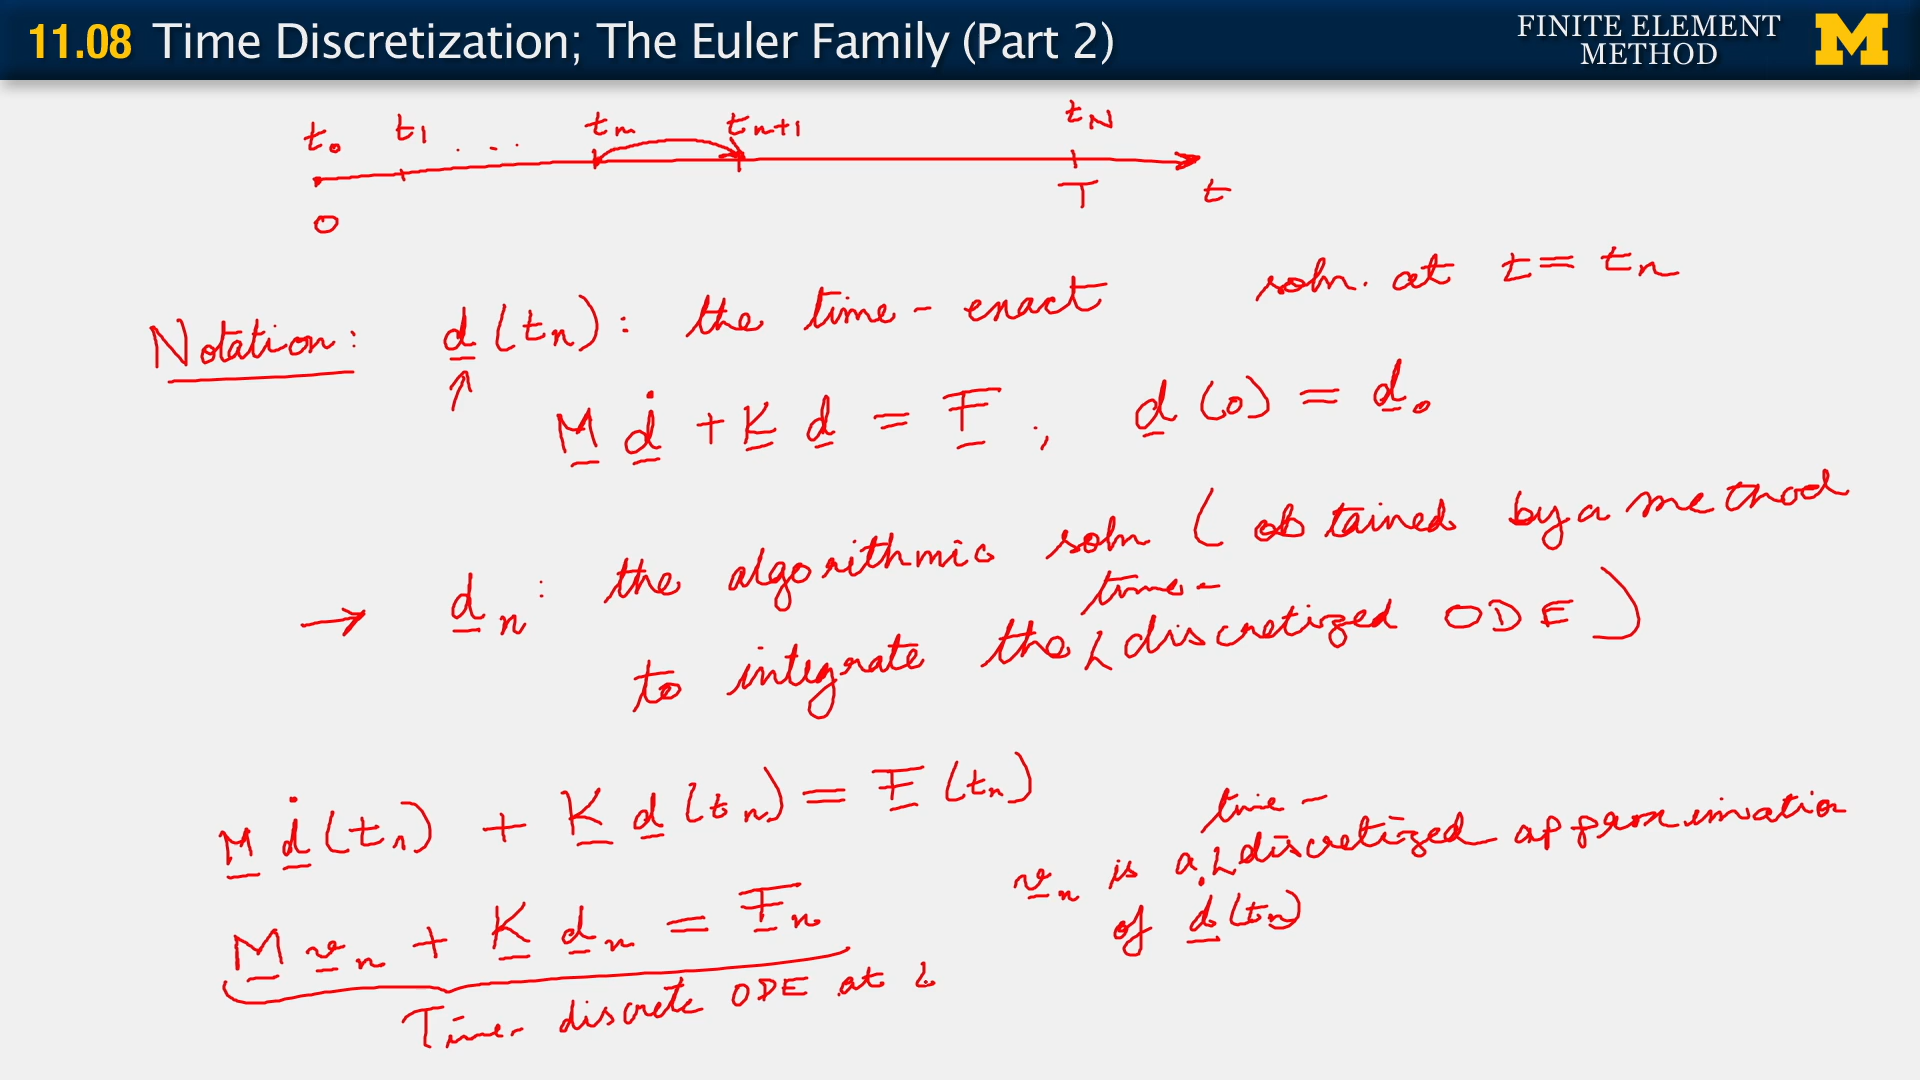 11.08 Time Discretization; The Euler Family (Part 2)
FINITE ELEMENT
METHOD
M
t₀ t₁ . . . tₙ tₙ₊₁ t_N
0 T t
Notation: d(tₙ): the time-exact soln. at t = tₙ
↑
M ḋ + K d = F ; d(0) = d₀
→ dₙ: the algorithmic soln (obtained by a method
time-
to integrate the discretized ODE)
M ḋ(tₙ) + K d(tₙ) = F(tₙ)
time-
vₙ is a discretized approximation
of ḋ(tₙ)
M vₙ + K dₙ = Fₙ
Time-discrete ODE at